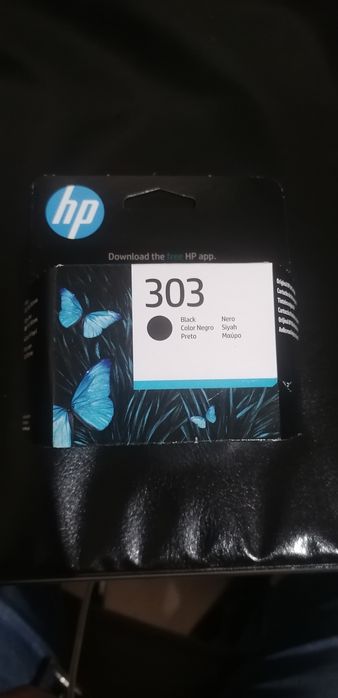 hp
Download the free HP app.
303
Black Nero
Color Negro Siyah
Preto Μαύρο